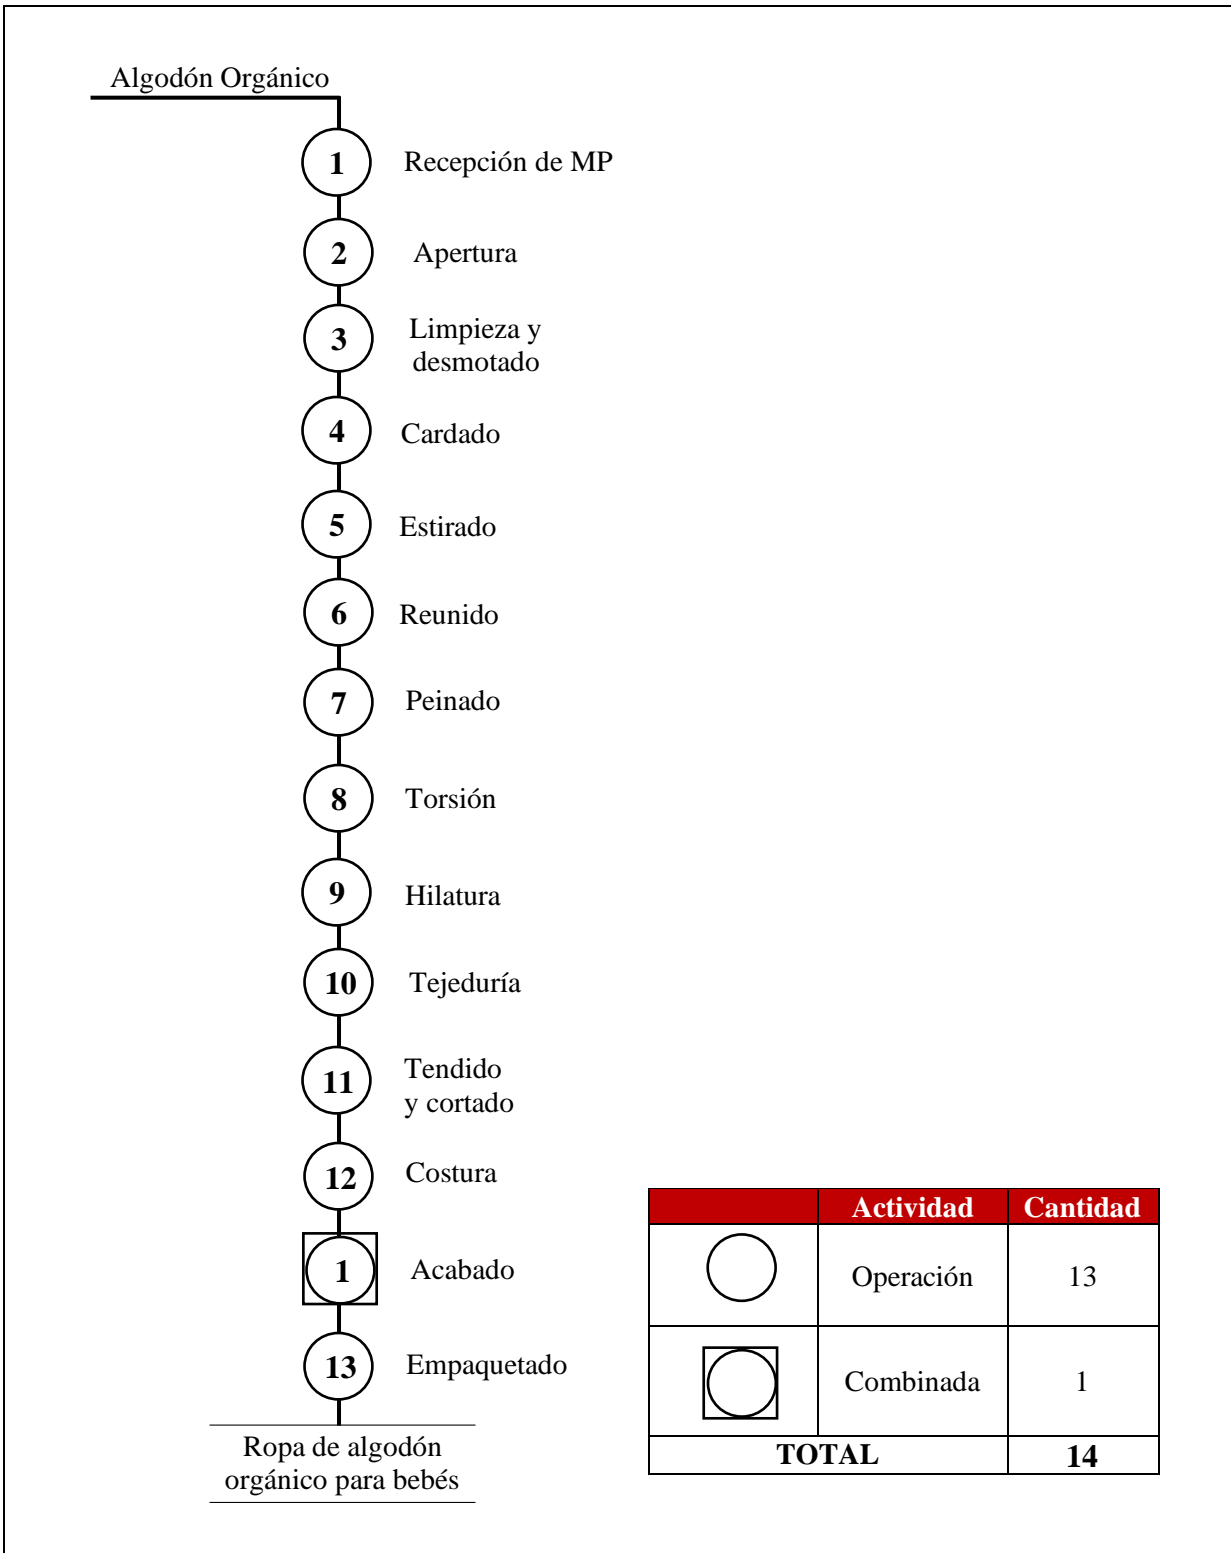 Algodón Orgánico
1 Recepción de MP
2 Apertura
3 Limpieza y
desmotado
4 Cardado
5 Estirado
6 Reunido
7 Peinado
8 Torsión
9 Hilatura
10 Tejeduría
11 Tendido
y cortado
12 Costura
1 Acabado
13 Empaquetado
Ropa de algodón
orgánico para bebés
Actividad Cantidad
Operación 13
Combinada 1
TOTAL 14